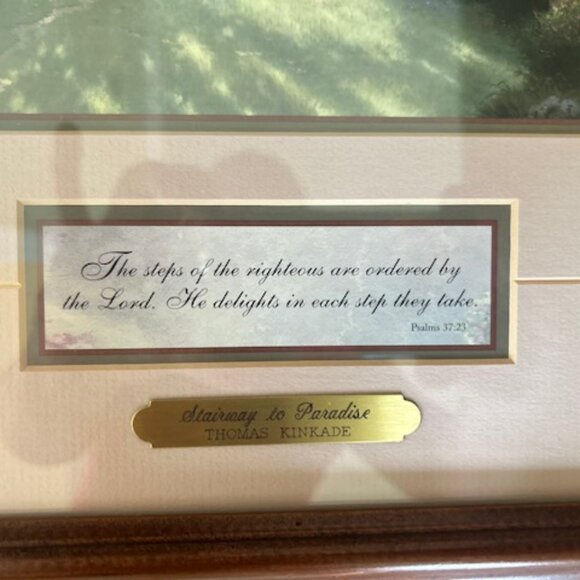 The steps of the righteous are ordered by
the Lord. He delights in each step they take.
Psalms 37:23
Stairway to Paradise
THOMAS KINKADE